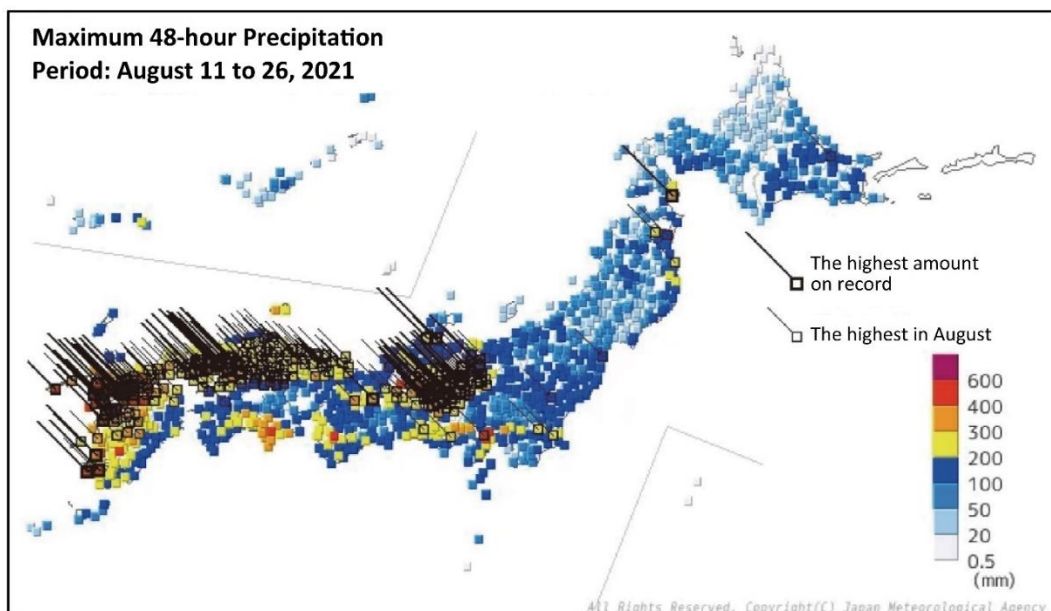 Maximum 48-hour Precipitation
Period: August 11 to 26, 2021
The highest amount
on record
The highest in August
600
400
300
200
100
50
20
0.5
(mm)
All Rights Reserved. Copyright(C) Japan Meteorological Agency